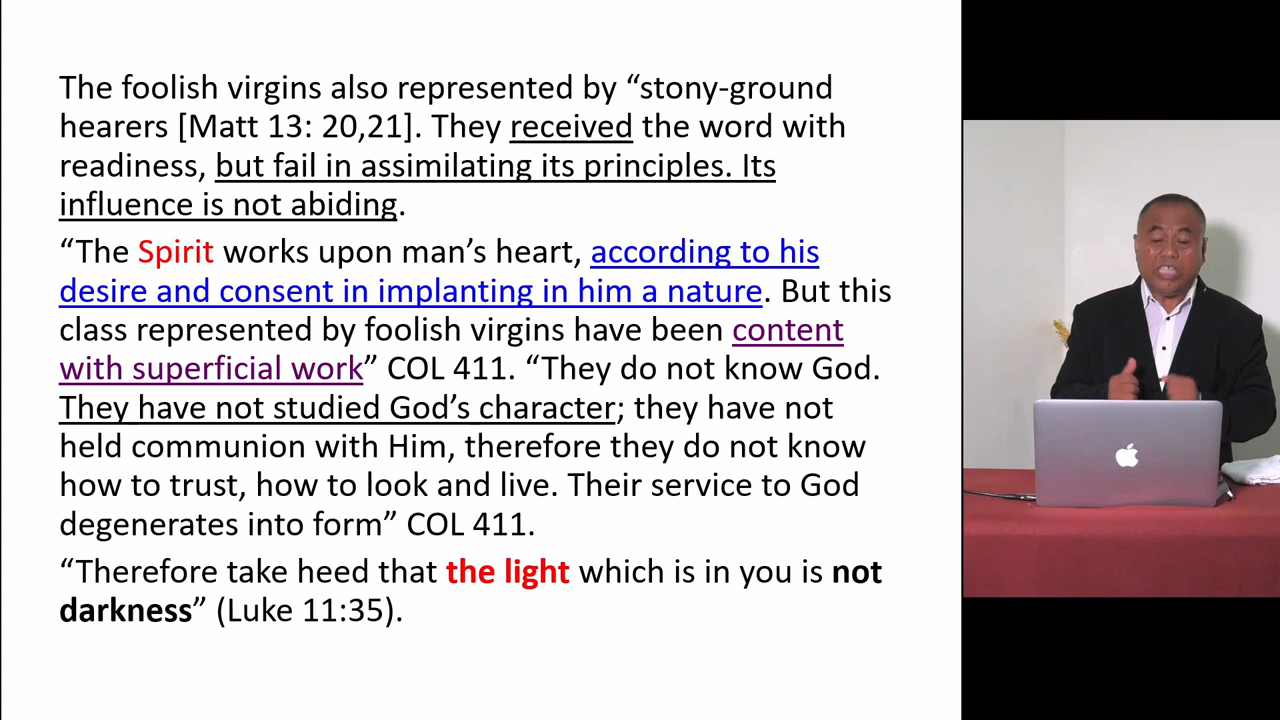 The foolish virgins also represented by “stony-ground
hearers [Matt 13: 20,21]. They received the word with
readiness, but fail in assimilating its principles. Its
influence is not abiding.
“The Spirit works upon man’s heart, according to his
desire and consent in implanting in him a nature. But this
class represented by foolish virgins have been content
with superficial work” COL 411. “They do not know God.
They have not studied God’s character; they have not
held communion with Him, therefore they do not know
how to trust, how to look and live. Their service to God
degenerates into form” COL 411.
“Therefore take heed that the light which is in you is not
darkness” (Luke 11:35).